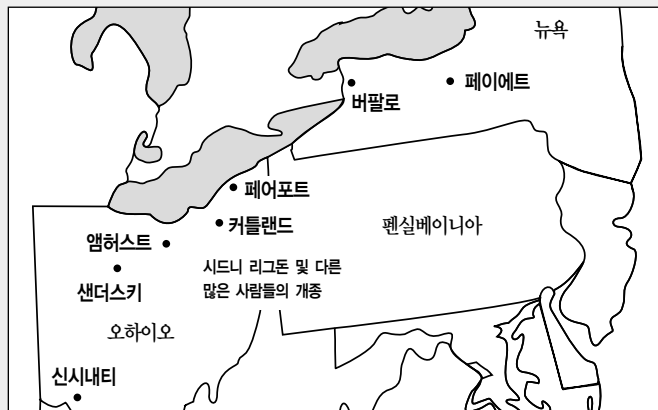 뉴욕
페이에트
버팔로
페어포트
커틀랜드
펜실베이니아
앰허스트
시드니 리그돈 및 다른
많은 사람들의 개종
샌더스키
오하이오
신시내티